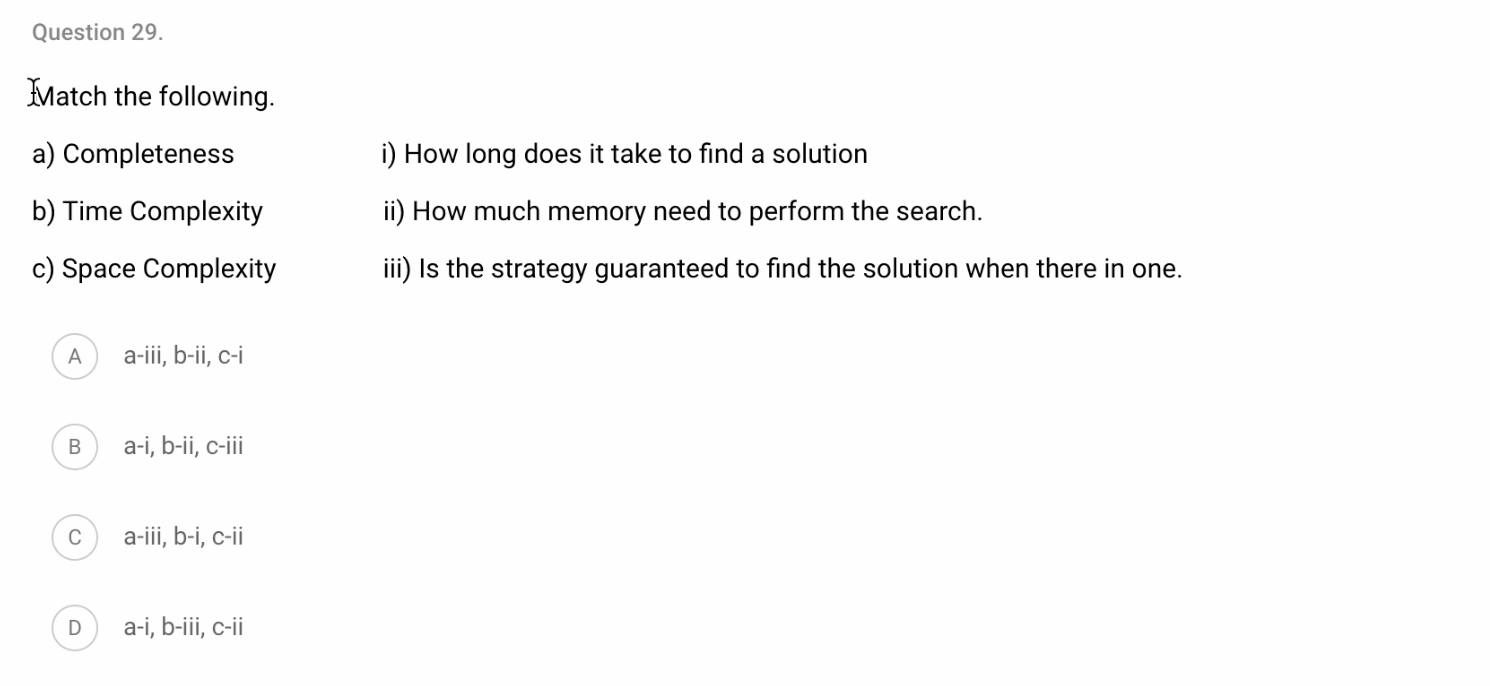 Question 29.
Match the following.
a) Completeness i) How long does it take to find a solution
b) Time Complexity ii) How much memory need to perform the search.
c) Space Complexity iii) Is the strategy guaranteed to find the solution when there in one.
A a-iii, b-ii, c-i
B a-i, b-ii, c-iii
C a-iii, b-i, c-ii
D a-i, b-iii, c-ii